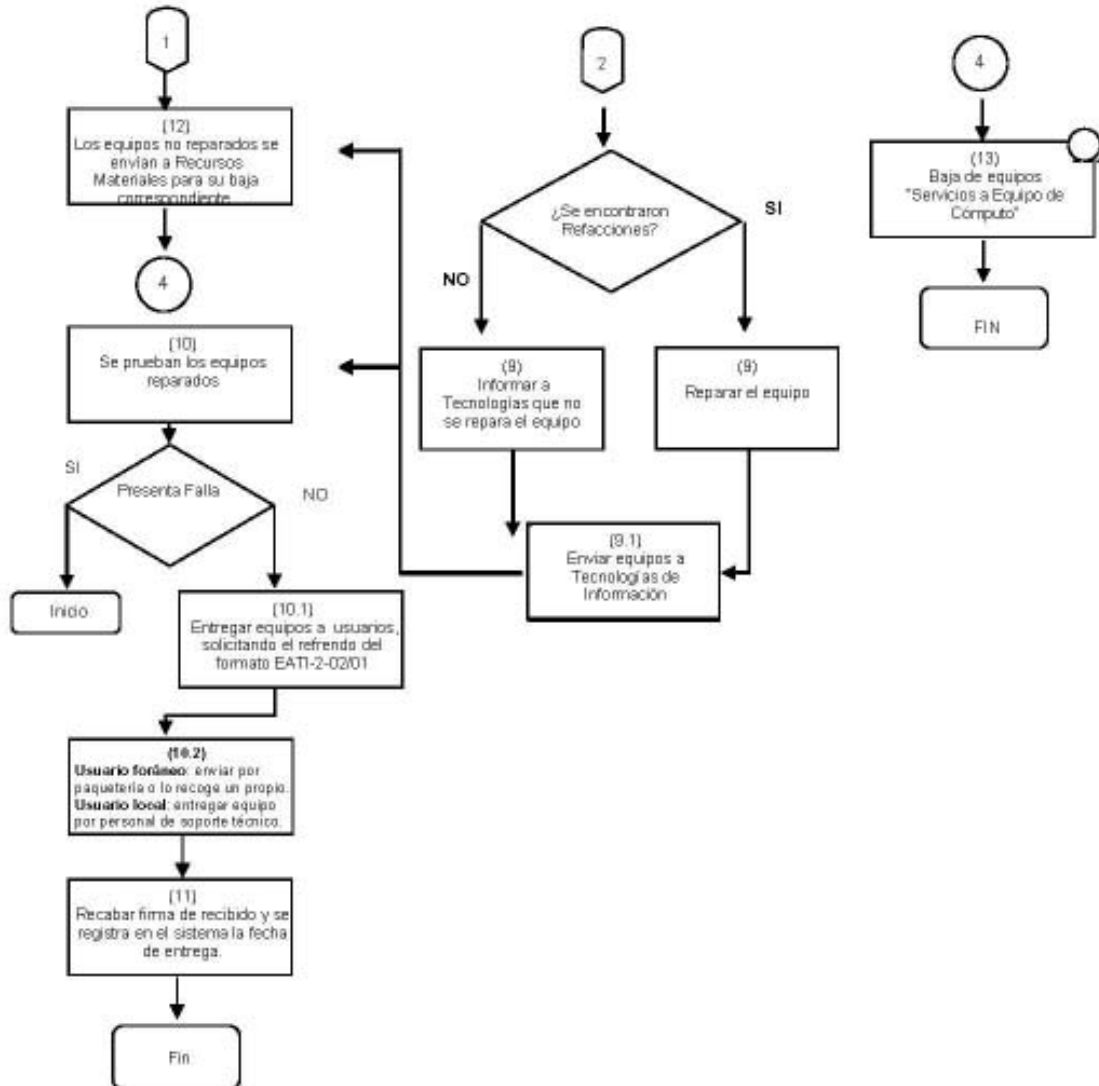 1
(12)
Los equipos no reparados se
envían a Recursos
Materiales para su baja
correspondiente
4
(10)
Se prueban los equipos
reparados
Presenta Falla
SI
NO
Inicio
(10.1)
Entregar equipos a usuarios,
solicitando el refrendo del
formato EATI-2-02/01
(10.2)
Usuario foráneo: enviar por
paquetería o lo recoge un propio.
Usuario local: entregar equipo
por personal de soporte técnico.
(11)
Recabar firma de recibido y se
registra en el sistema la fecha
de entrega.
Fin
2
¿Se encontraron
Refacciones?
NO
SI
(9)
Informar a
Tecnologías que no
se repara el equipo
(9)
Reparar el equipo
(9.1)
Enviar equipos a
Tecnologías de
Información
4
(13)
Baja de equipos
"Servicios a Equipo de
Cómputo"
FIN